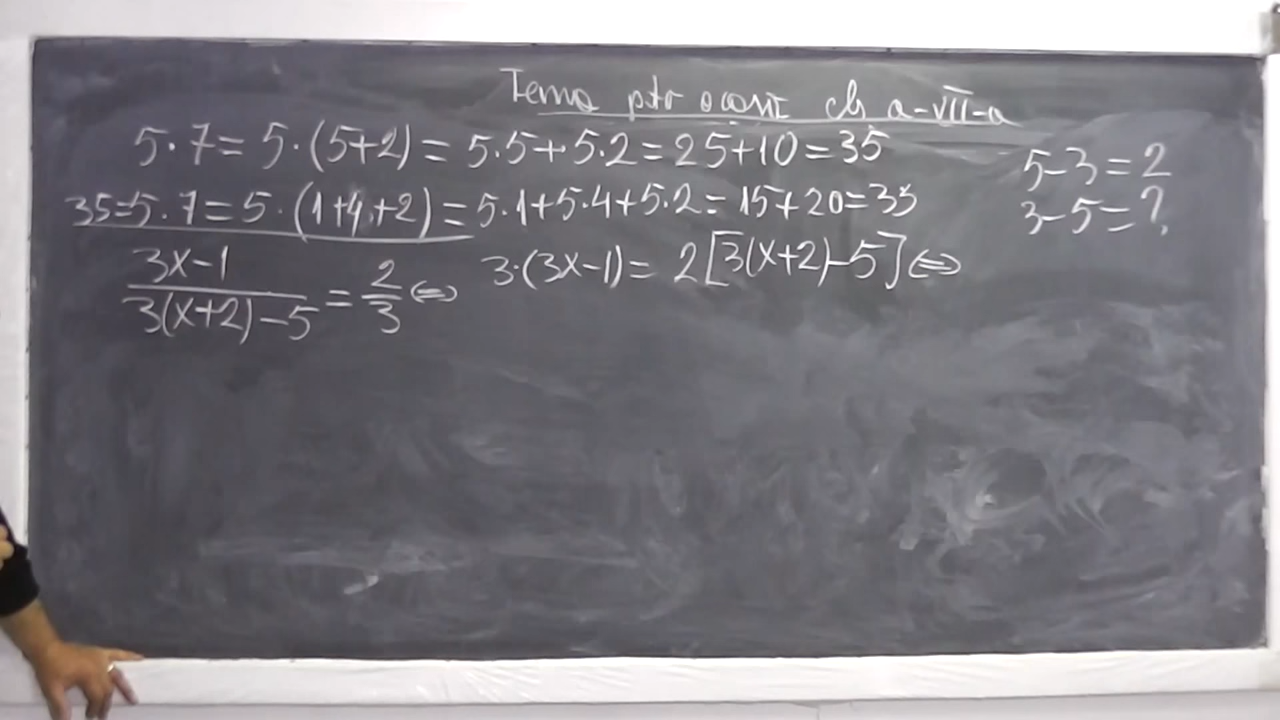 Tema ptr a-VII-a
5·7=5·(5+2)=5·5+5·2=25+10=35
5-3=2
35=5·7=5·(1+4+2)=5·1+5·4+5·2=15+20=35
3-5=?
(3x-1)/(3(x+2)-5)=2/3⇔ 3·(3x-1)=2[3(x+2)-5]⇔